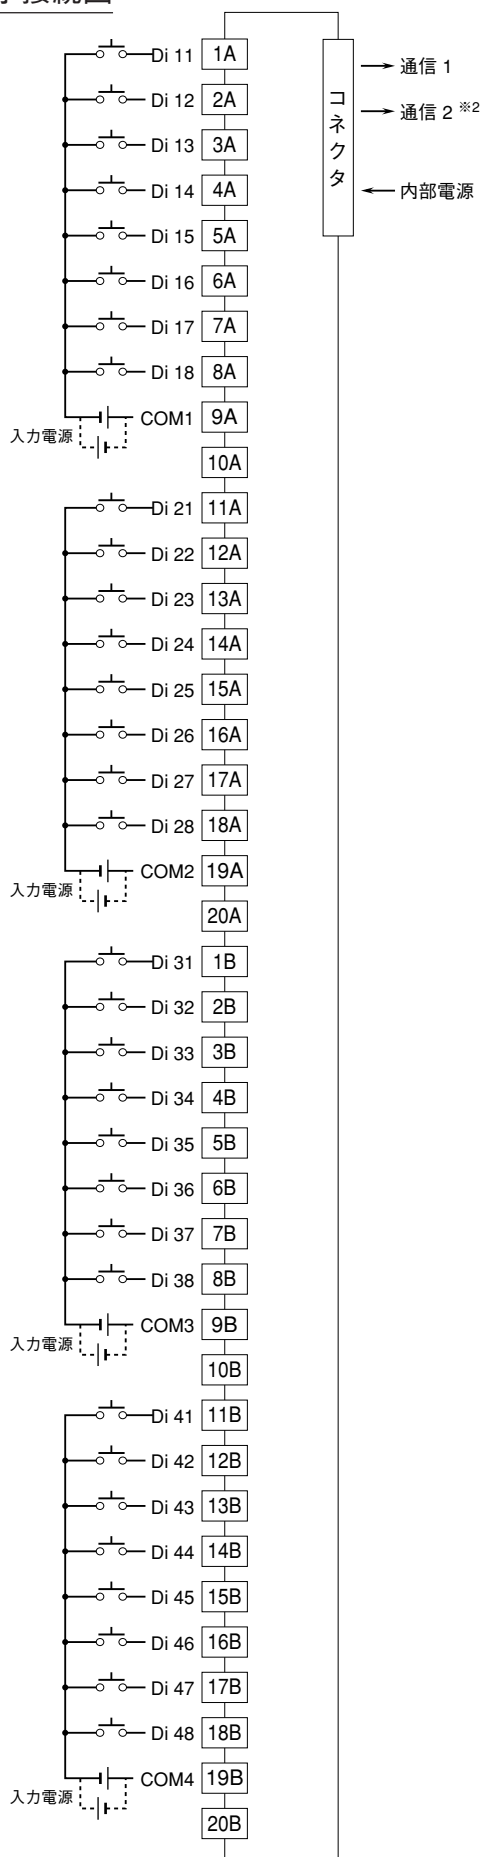 接続図
Di 11 1A
Di 12 2A
Di 13 3A
Di 14 4A
Di 15 5A
Di 16 6A
Di 17 7A
Di 18 8A
COM1 9A
入力電源
10A
Di 21 11A
Di 22 12A
Di 23 13A
Di 24 14A
Di 25 15A
Di 26 16A
Di 27 17A
Di 28 18A
COM2 19A
入力電源
20A
Di 31 1B
Di 32 2B
Di 33 3B
Di 34 4B
Di 35 5B
Di 36 6B
Di 37 7B
Di 38 8B
COM3 9B
入力電源
10B
Di 41 11B
Di 42 12B
Di 43 13B
Di 44 14B
Di 45 15B
Di 46 16B
Di 47 17B
Di 48 18B
COM4 19B
入力電源
20B
コネクタ
通信 1
通信 2 ※2
内部電源